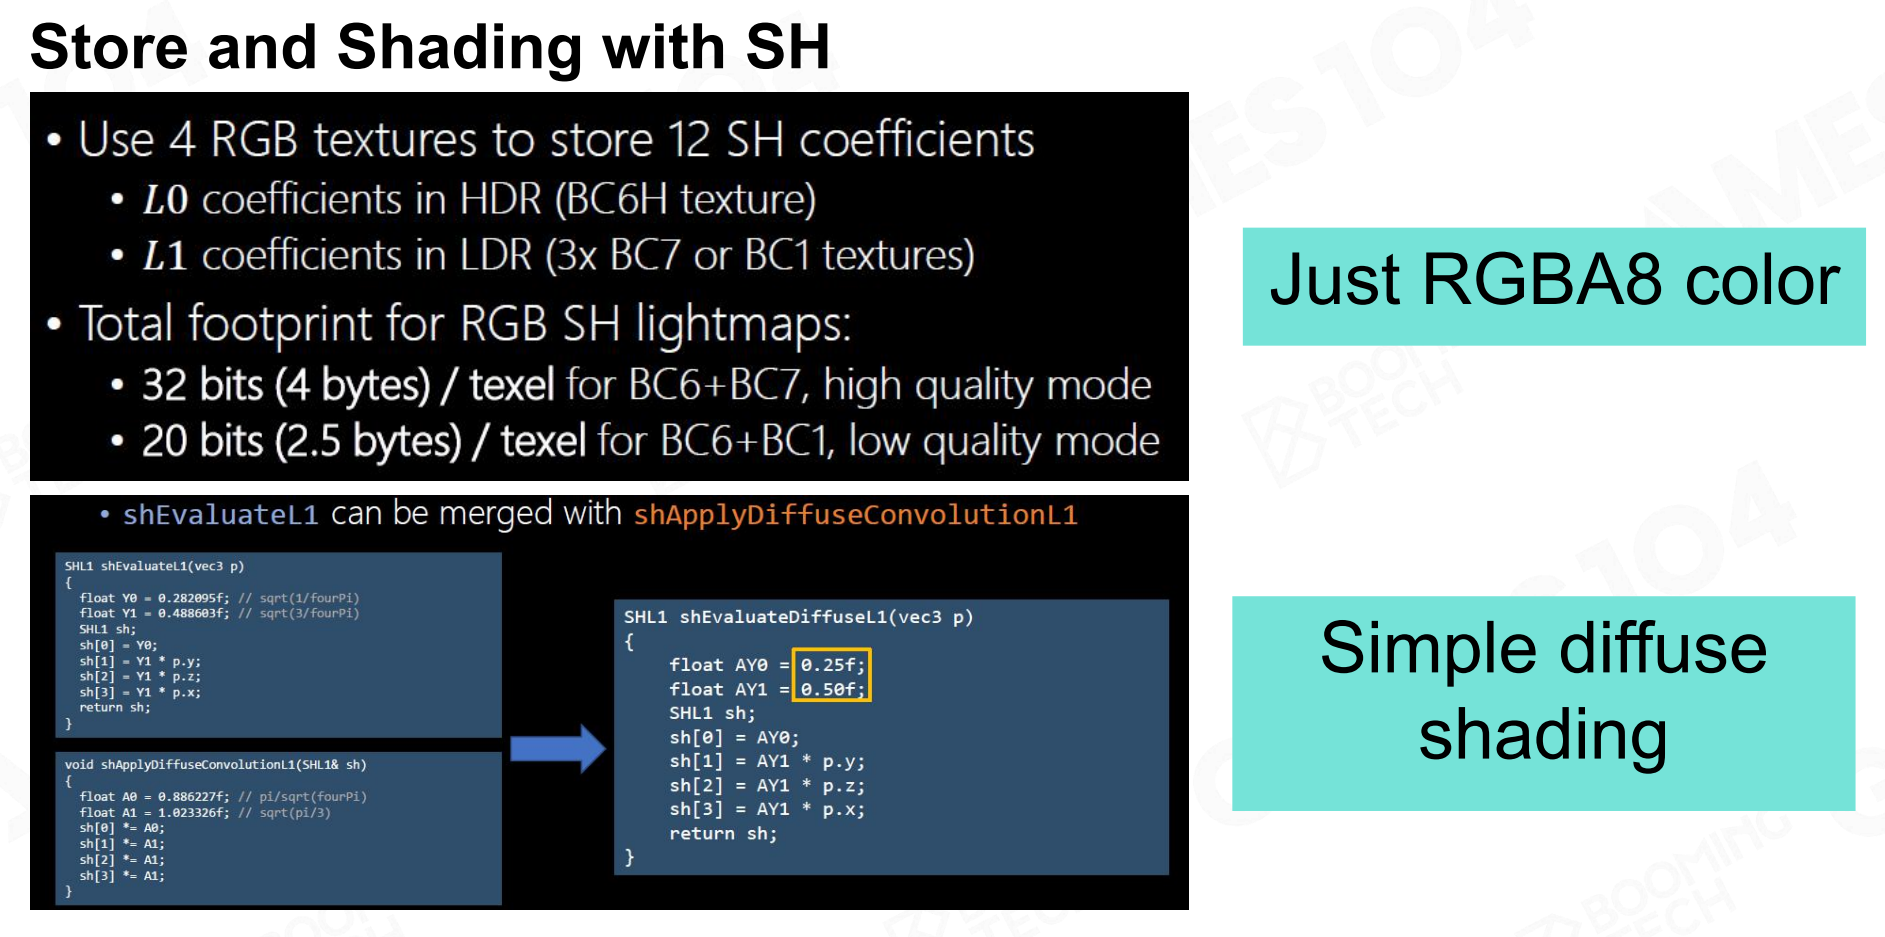 Store and Shading with SH
• Use 4 RGB textures to store 12 SH coefficients
• L0 coefficients in HDR (BC6H texture)
• L1 coefficients in LDR (3x BC7 or BC1 textures)
• Total footprint for RGB SH lightmaps:
• 32 bits (4 bytes) / texel for BC6+BC7, high quality mode
• 20 bits (2.5 bytes) / texel for BC6+BC1, low quality mode
Just RGBA8 color
• shEvaluateL1 can be merged with shApplyDiffuseConvolutionL1
SHL1 shEvaluateL1(vec3 p)
{
float Y0 = 0.282095f; // sqrt(1/fourPi)
float Y1 = 0.488603f; // sqrt(3/fourPi)
SHL1 sh;
sh[0] = Y0;
sh[1] = Y1 * p.y;
sh[2] = Y1 * p.z;
sh[3] = Y1 * p.x;
return sh;
}
void shApplyDiffuseConvolutionL1(SHL1& sh)
{
float A0 = 0.886227f; // pi/sqrt(fourPi)
float A1 = 1.023326f; // sqrt(pi/3)
sh[0] *= A0;
sh[1] *= A1;
sh[2] *= A1;
sh[3] *= A1;
}
SHL1 shEvaluateDiffuseL1(vec3 p)
{
float AY0 = 0.25f;
float AY1 = 0.50f;
SHL1 sh;
sh[0] = AY0;
sh[1] = AY1 * p.y;
sh[2] = AY1 * p.z;
sh[3] = AY1 * p.x;
return sh;
}
Simple diffuse
shading
BOOMING
TECH